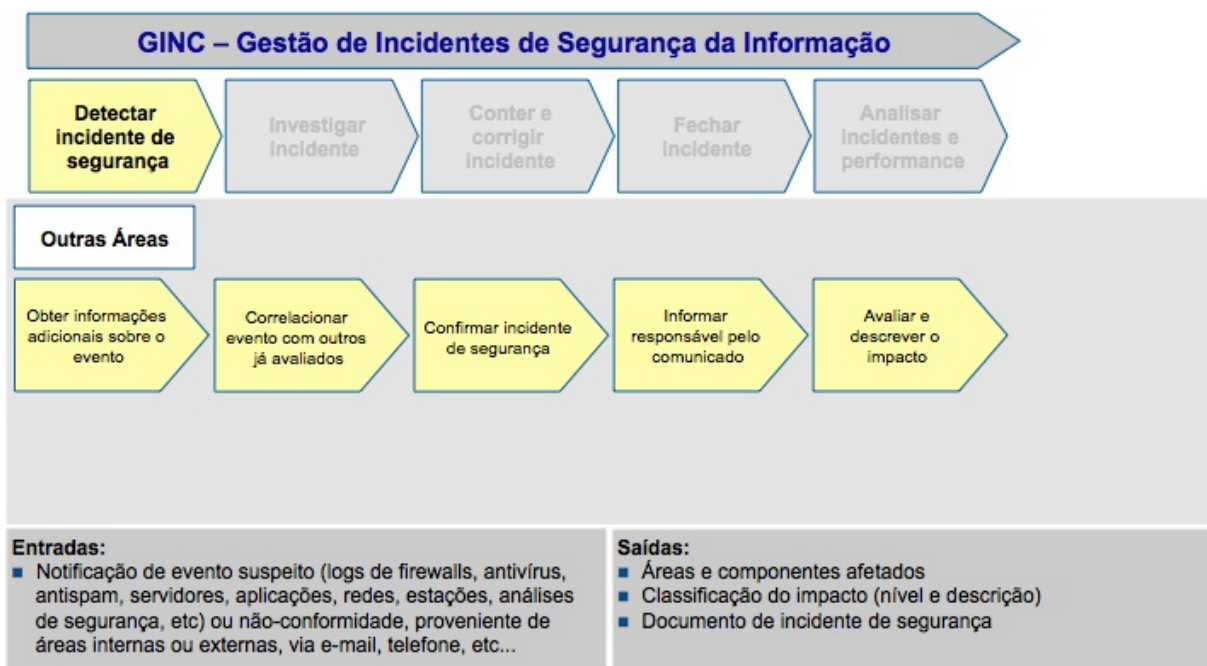 GINC – Gestão de Incidentes de Segurança da Informação
Detectar
incidente de
segurança
Investigar
incidente
Conter e
corrigir
incidente
Fechar
incidente
Analisar
incidentes e
performance
Outras Áreas
Obter informações
adicionais sobre o
evento
Correlacionar
evento com outros
já avaliados
Confirmar incidente
de segurança
Informar
responsável pelo
comunicado
Avaliar e
descrever o
impacto
Entradas:
■ Notificação de evento suspeito (logs de firewalls, antivírus,
antispam, servidores, aplicações, redes, estações, análises
de segurança, etc) ou não-conformidade, proveniente de
áreas internas ou externas, via e-mail, telefone, etc...
Saídas:
■ Áreas e componentes afetados
■ Classificação do impacto (nível e descrição)
■ Documento de incidente de segurança